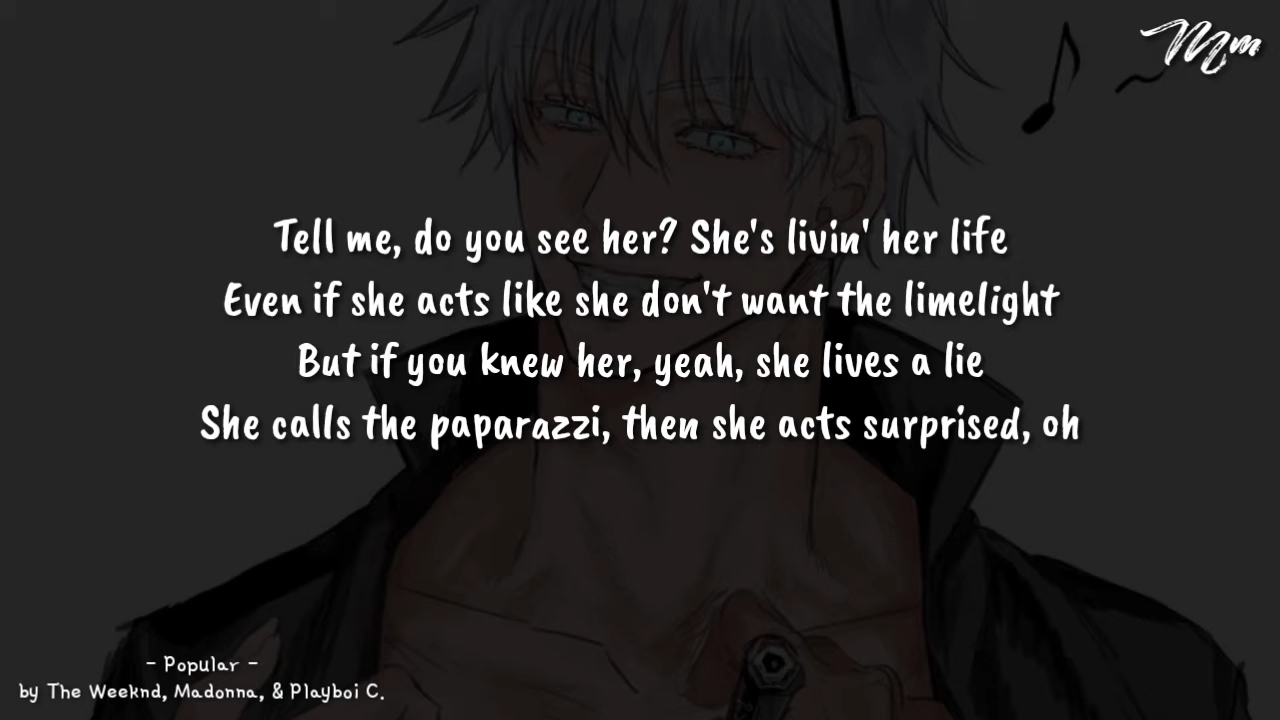 Mm
Tell me, do you see her? She's livin' her life
Even if she acts like she don't want the limelight
But if you knew her, yeah, she lives a lie
She calls the paparazzi, then she acts surprised, oh
- Popular -
by The Weeknd, Madonna, & Playboi C.